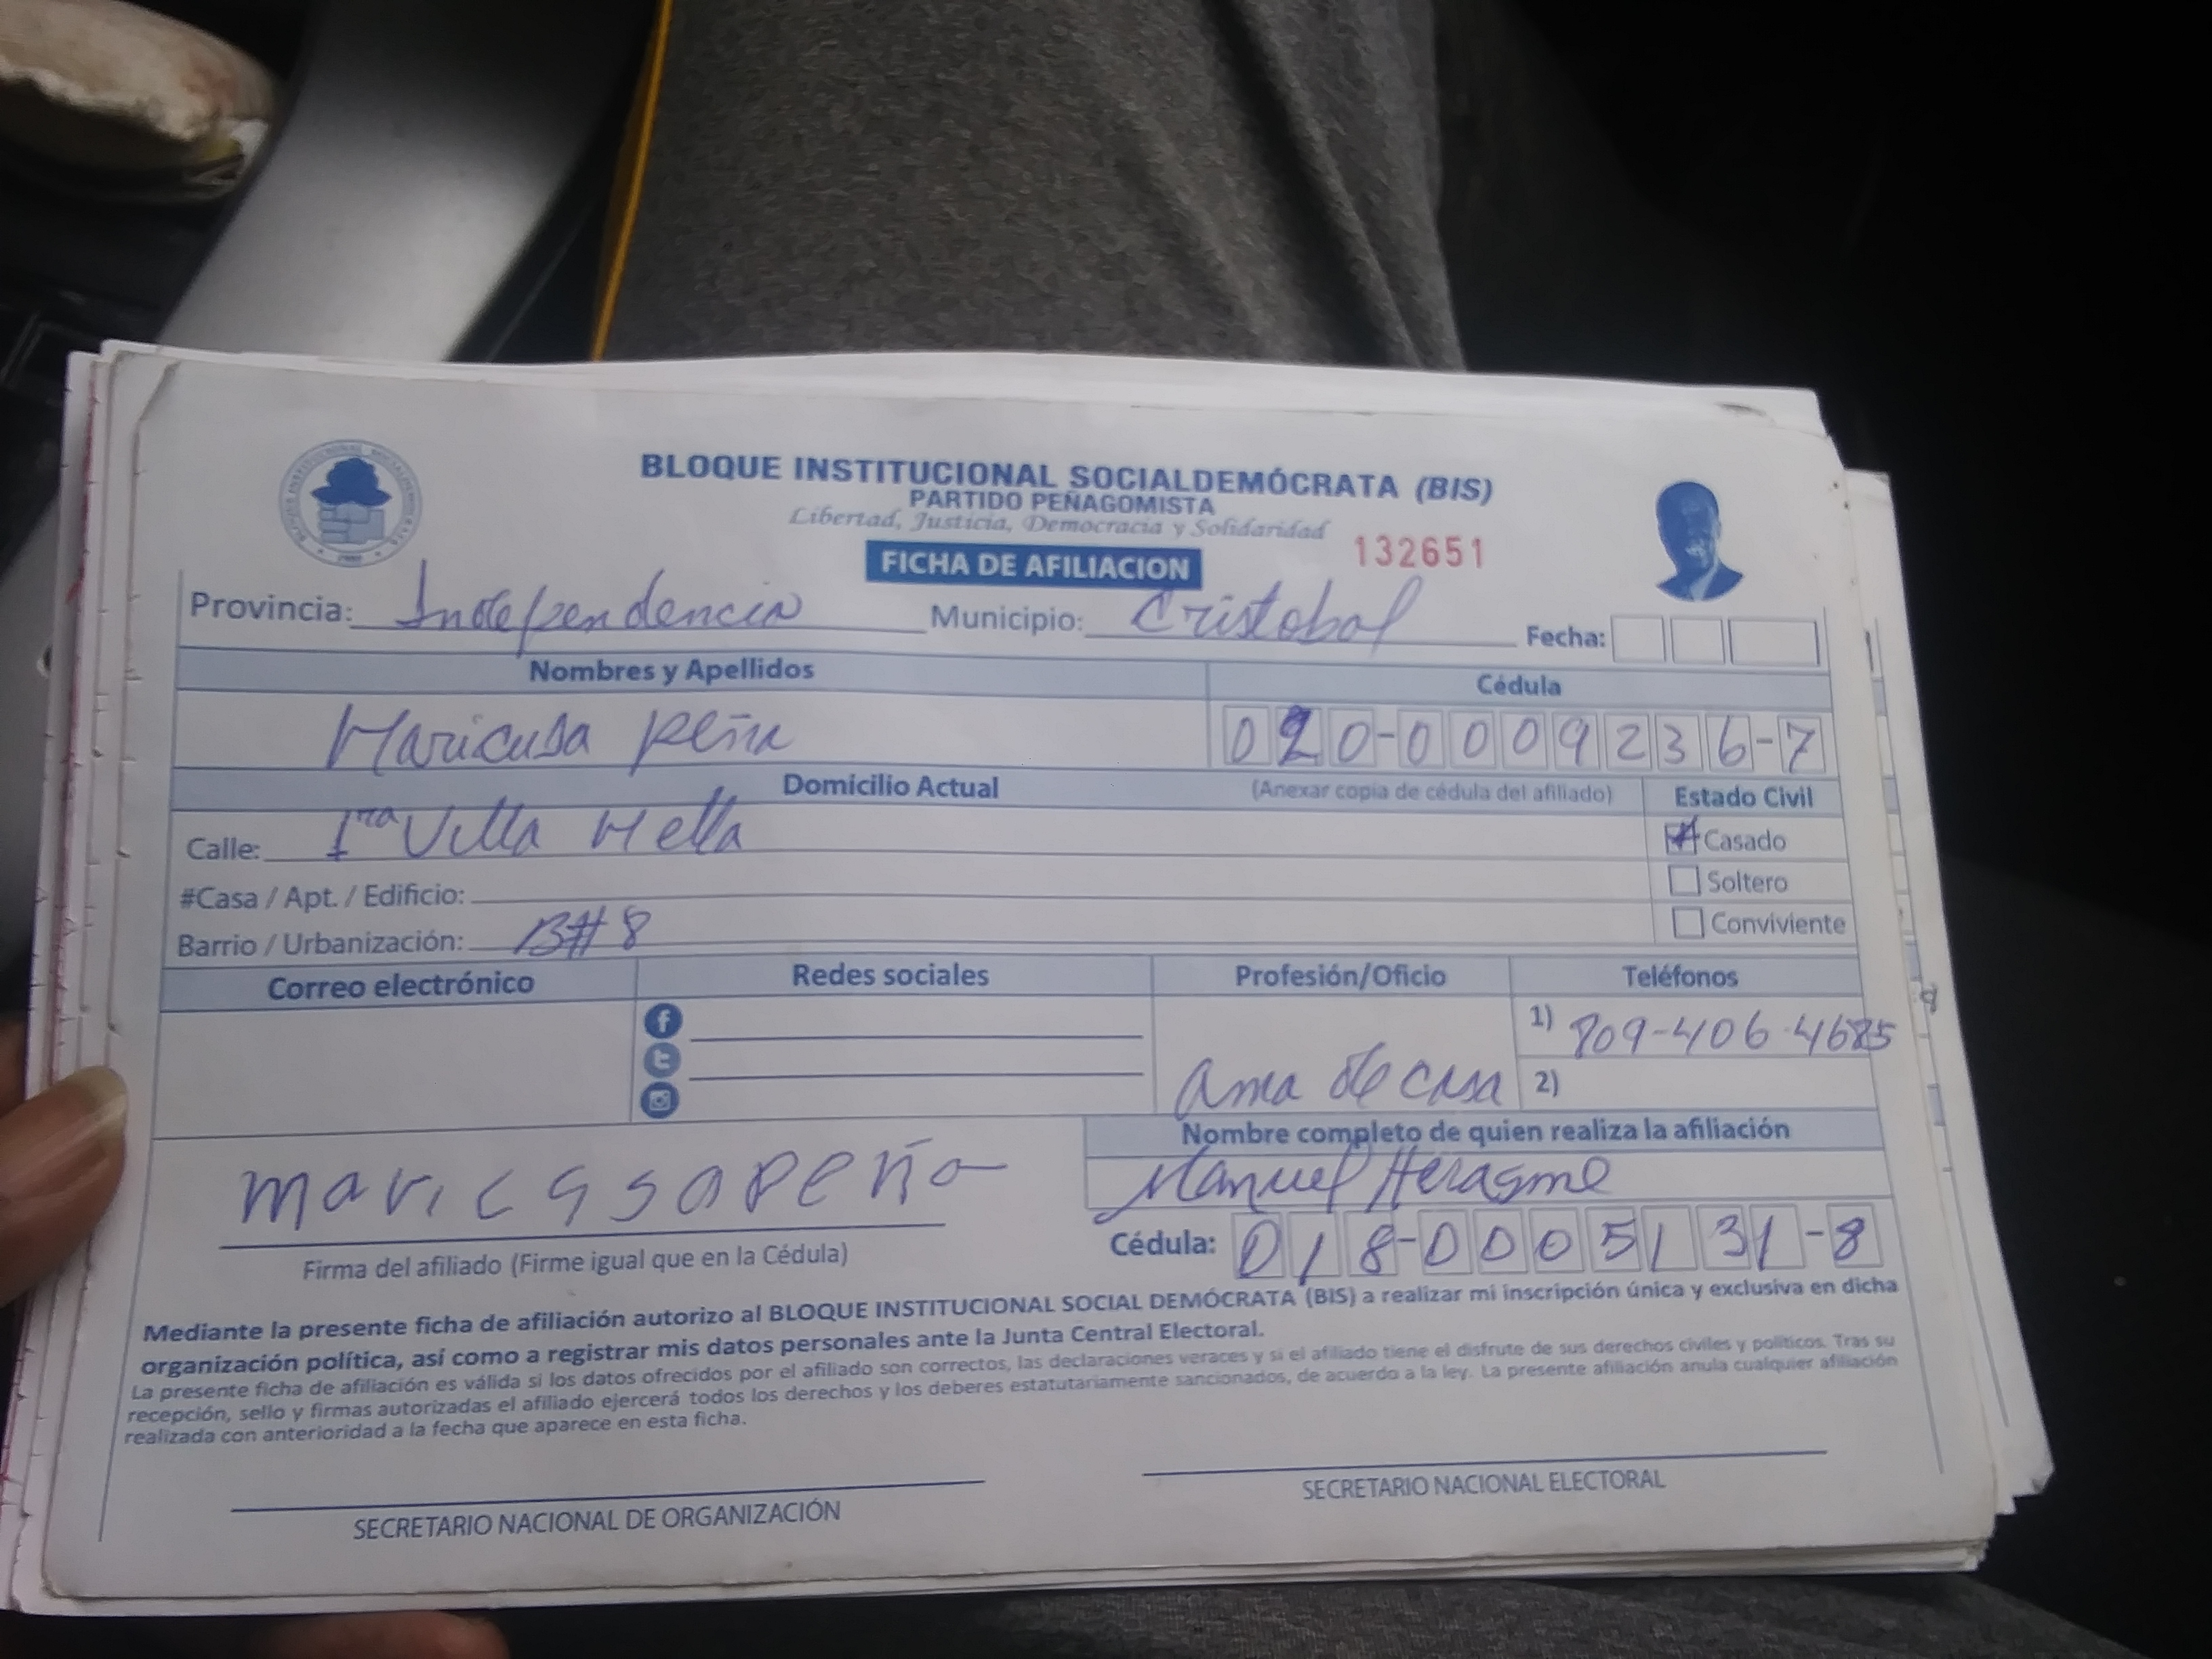 BLOQUE INSTITUCIONAL SOCIALDEMÓCRATA (BIS)
PARTIDO PEÑAGOMISTA
Libertad, Justicia, Democracia y Solidaridad
132651
FICHA DE AFILIACION
Provincia: Independencia Municipio: Cristobal Fecha:
Nombres y Apellidos Cédula
Maricusa Peña 020-0009236-7
Domicilio Actual (Anexar copia de cédula del afiliado) Estado Civil
Calle: 1ra Villa Mella Casado
#Casa / Apt. / Edificio: Soltero
Barrio / Urbanización: B#8 Conviviente
Correo electrónico Redes sociales Profesión/Oficio Teléfonos
1) 809-406-4685
Ama de casa 2)
Nombre completo de quien realiza la afiliación
maricusa Peña Manuel Herasme
Cédula: 018-0005131-8
Firma del afiliado (Firme igual que en la Cédula)
Mediante la presente ficha de afiliación autorizo al BLOQUE INSTITUCIONAL SOCIAL DEMÓCRATA (BIS) a realizar mi inscripción única y exclusiva en dicha
organización política, así como a registrar mis datos personales ante la Junta Central Electoral.
La presente ficha de afiliación es válida si los datos ofrecidos por el afiliado son correctos, las declaraciones veraces y si el afiliado tiene el disfrute de sus derechos civiles y políticos. Tras su
recepción, sello y firmas autorizadas el afiliado ejercerá todos los derechos y los deberes estatutariamente sancionados, de acuerdo a la ley. La presente afiliación anula cualquier afiliación
realizada con anterioridad a la fecha que aparece en esta ficha.
SECRETARIO NACIONAL DE ORGANIZACIÓN SECRETARIO NACIONAL ELECTORAL